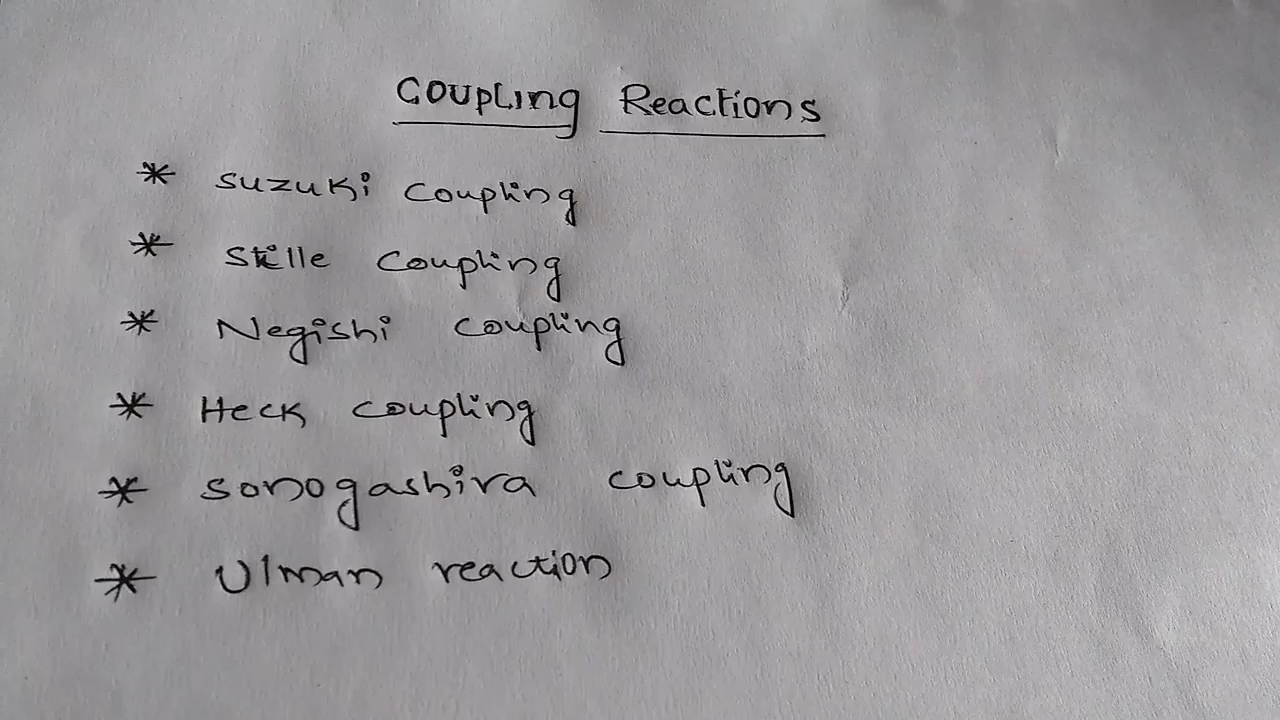 Coupling Reactions
* Suzuki coupling
* Stille coupling
* Negishi coupling
* Heck coupling
* Sonogashira coupling
* Ulman reaction